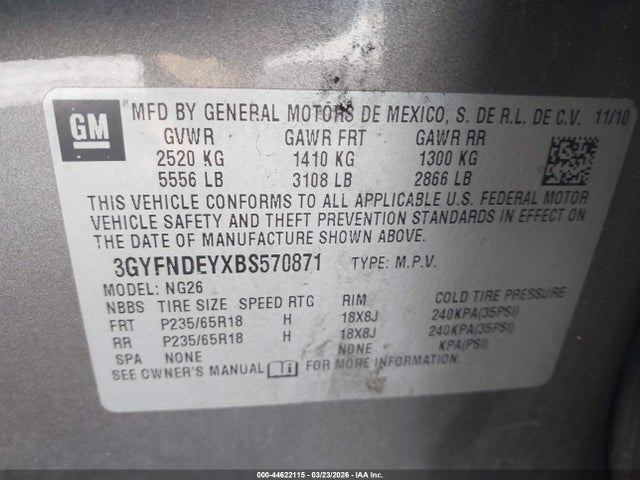 GM
MFD BY GENERAL MOTORS DE MEXICO, S. DE R.L. DE C.V. 11/10
GVWR GAWR FRT GAWR RR
2520 KG 1410 KG 1300 KG
5556 LB 3108 LB 2866 LB
THIS VEHICLE CONFORMS TO ALL APPLICABLE U.S. FEDERAL MOTOR
VEHICLE SAFETY AND THEFT PREVENTION STANDARDS IN EFFECT ON
THE DATE OF MANUFACTURE SHOWN ABOVE.
3GYFNDEYXBS570871 TYPE: M.P.V.
MODEL: NG26
NBBS TIRE SIZE SPEED RTG RIM COLD TIRE PRESSURE
FRT P235/65R18 H 18X8J 240KPA(35PSI)
RR P235/65R18 H 18X8J 240KPA(35PSI)
SPA NONE NONE KPA(PSI)
SEE OWNER'S MANUAL FOR MORE INFORMATION.
000-44622115 - 03/23/2026 - IAA Inc.